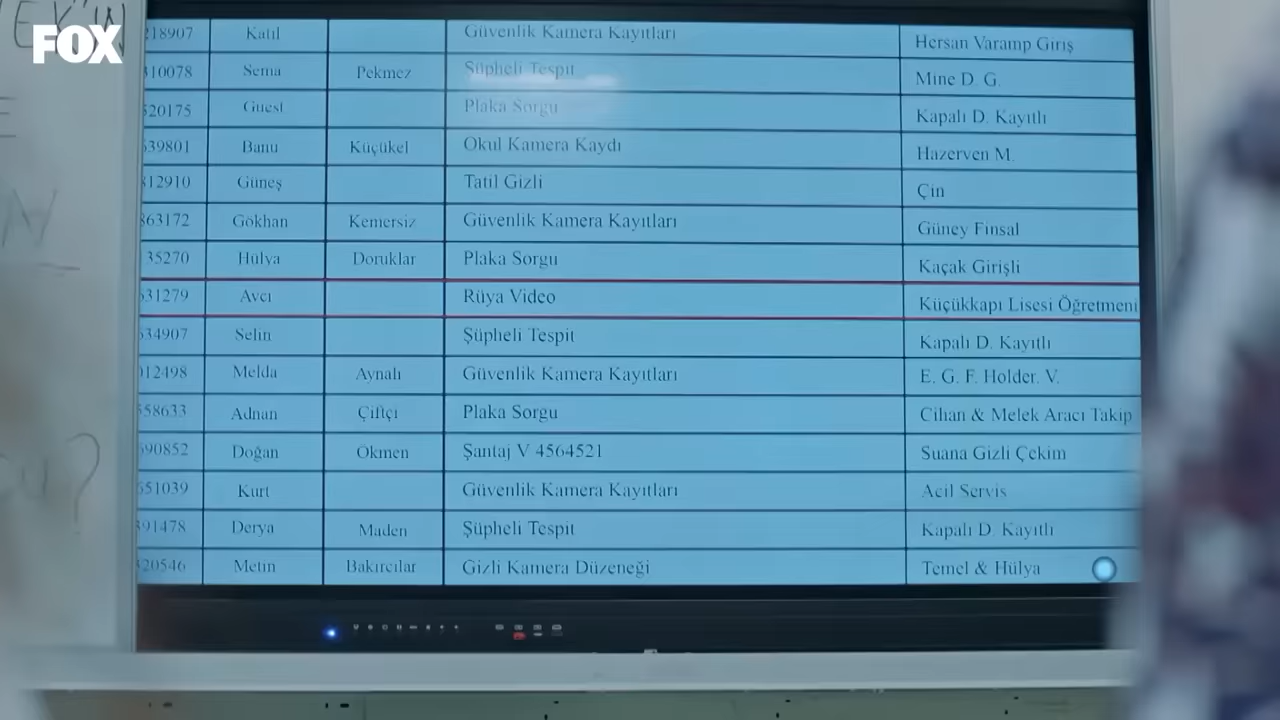 FOX
218907 Katil Güvenlik Kamera Kayıtları Hersan Varamp Giriş
310078 Sema Pekmez Şüpheli Tespit Mine D. G.
320175 Guest Plaka Sorgu Kapalı D. Kayıtlı
539801 Banu Küçükel Okul Kamera Kaydı Hazerven M.
312910 Güneş Tatil Gizli Çin
363172 Gökhan Kemersiz Güvenlik Kamera Kayıtları Güney Finsal
35270 Hülya Doruklar Plaka Sorgu Kaçak Girişli
531279 Avcı Rüya Video Küçükkapı Lisesi Öğretmeni
534907 Selin Şüpheli Tespit Kapalı D. Kayıtlı
012498 Melda Aynalı Güvenlik Kamera Kayıtları E. G. F. Holder. V.
558633 Adnan Çiftçi Plaka Sorgu Cihan & Melek Aracı Takip
590852 Doğan Ökmen Şantaj V 4564521 Suana Gizli Çekim
651039 Kurt Güvenlik Kamera Kayıtları Acil Servis
391478 Derya Maden Şüpheli Tespit Kapalı D. Kayıtlı
320546 Metin Bakırcılar Gizli Kamera Düzeneği Temel & Hülya